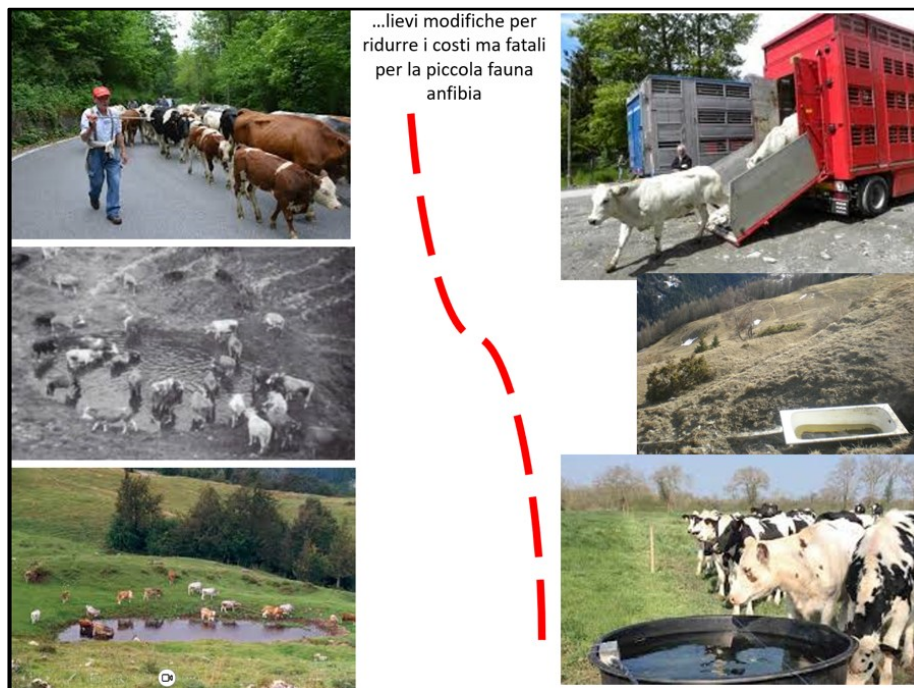 ...lievi modifiche per
ridurre i costi ma fatali
per la piccola fauna
anfibia